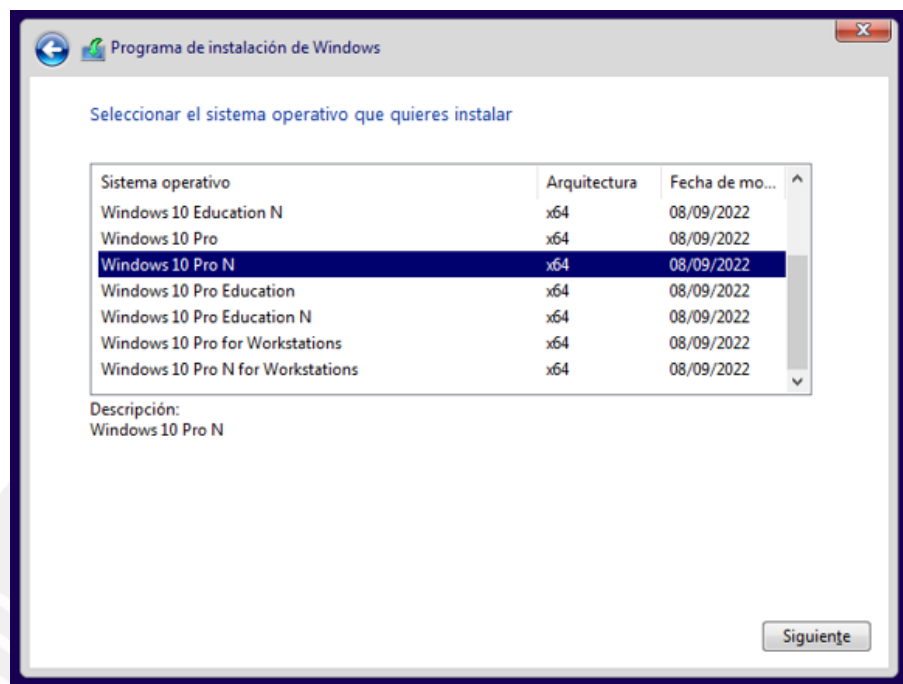 Programa de instalación de Windows
Seleccionar el sistema operativo que quieres instalar
Sistema operativo Arquitectura Fecha de mo...
Windows 10 Education N x64 08/09/2022
Windows 10 Pro x64 08/09/2022
Windows 10 Pro N x64 08/09/2022
Windows 10 Pro Education x64 08/09/2022
Windows 10 Pro Education N x64 08/09/2022
Windows 10 Pro for Workstations x64 08/09/2022
Windows 10 Pro N for Workstations x64 08/09/2022
Descripción:
Windows 10 Pro N
Siguiente